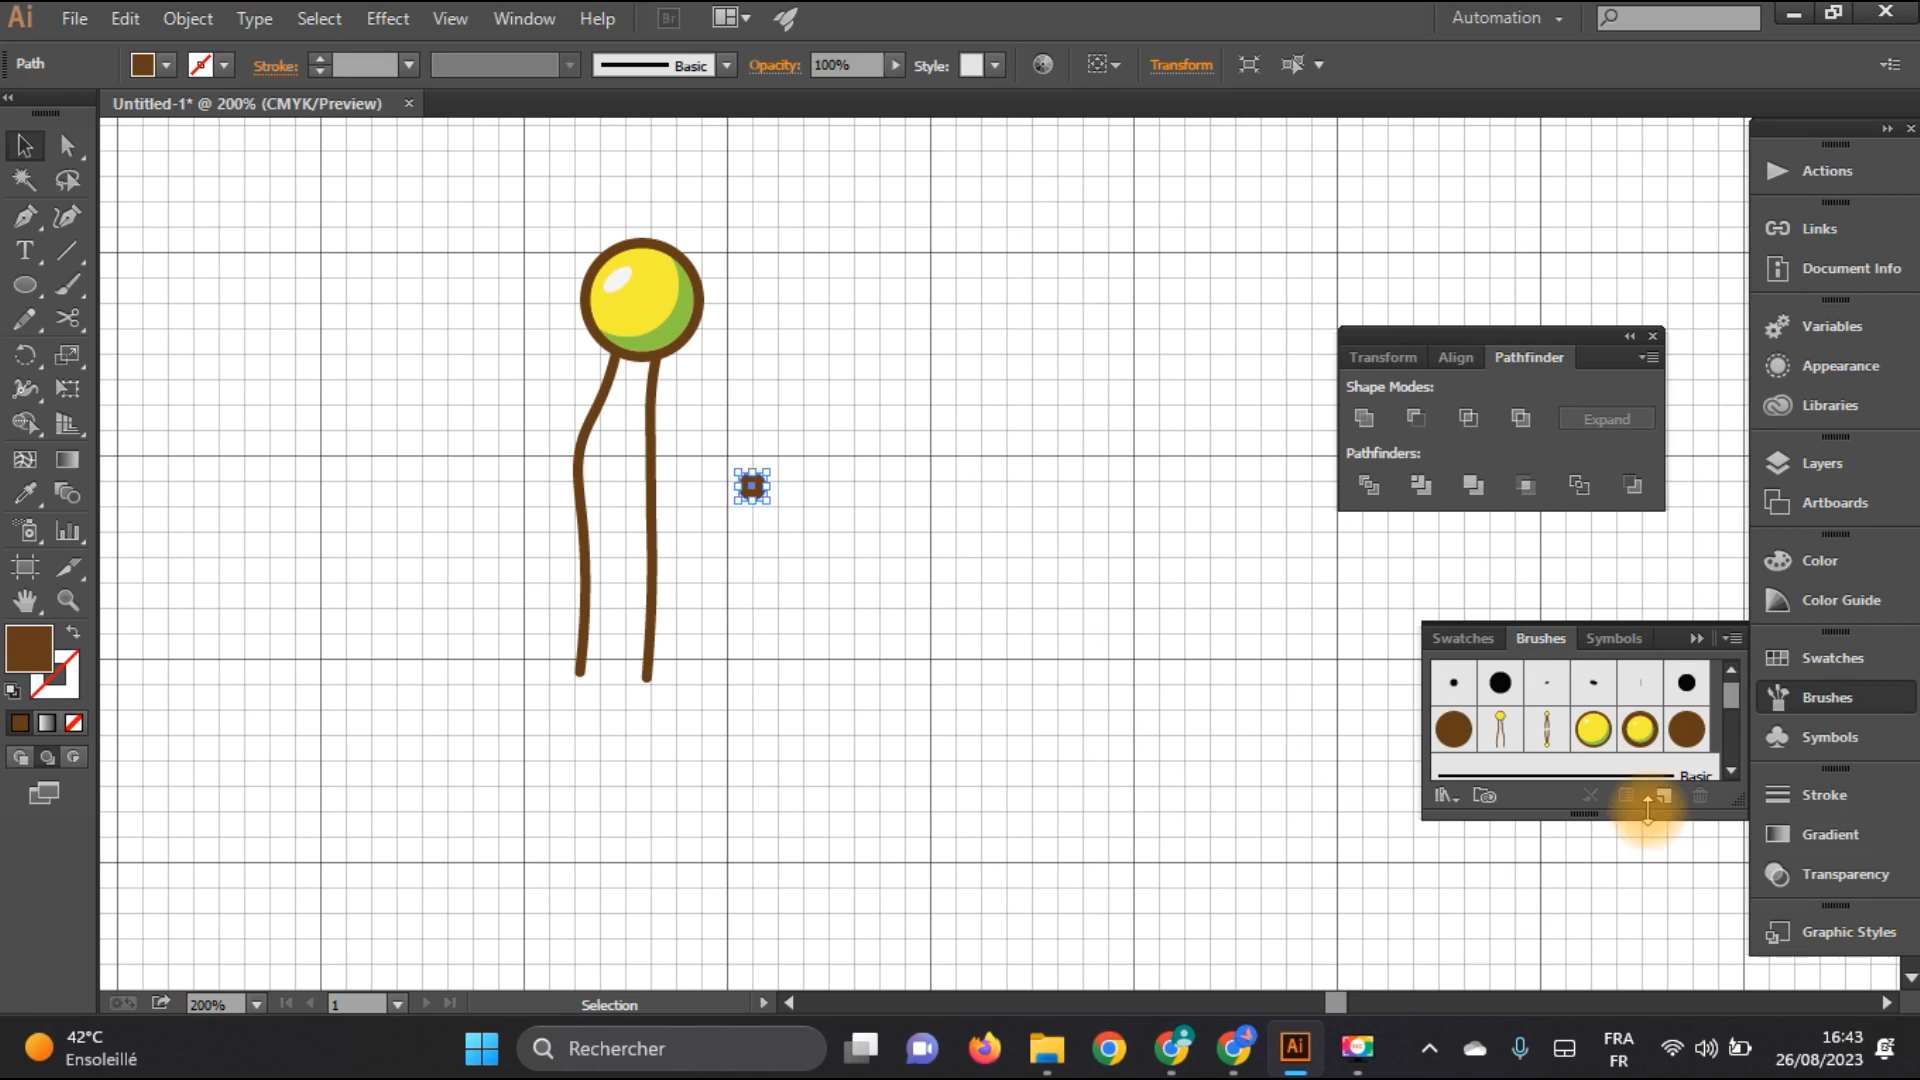 Ai File Edit Object Type Select Effect View Window Help Br Automation
Path Stroke: Basic Opacity: 100% Style: Transform
Untitled-1* @ 200% (CMYK/Preview) ×
Actions
Links
Document Info
Variables
Appearance
Libraries
Layers
Artboards
Color
Color Guide
Swatches
Brushes
Symbols
Stroke
Gradient
Transparency
Graphic Styles
Transform Align Pathfinder
Shape Modes:
Expand
Pathfinders:
Swatches Brushes Symbols
Basic
T
200% 1 Selection
42°C
Ensoleillé
Rechercher
Ai
FRA
FR
16:43
26/08/2023